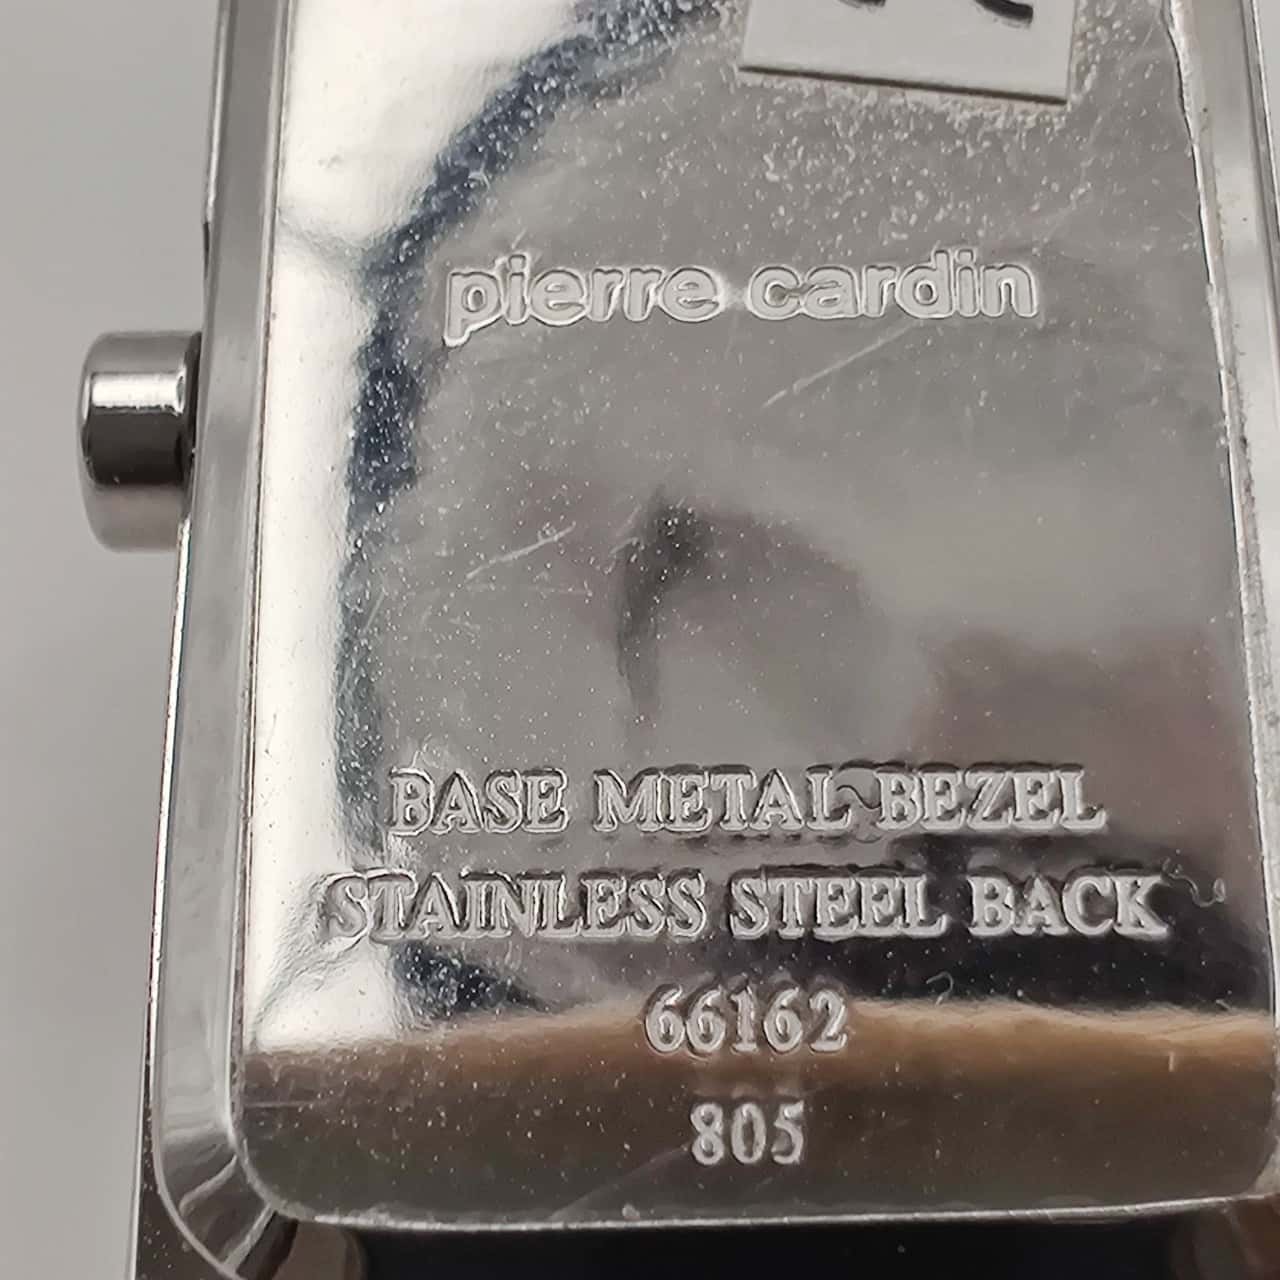 pierre cardin
BASE METAL BEZEL
STAINLESS STEEL BACK
66162
805